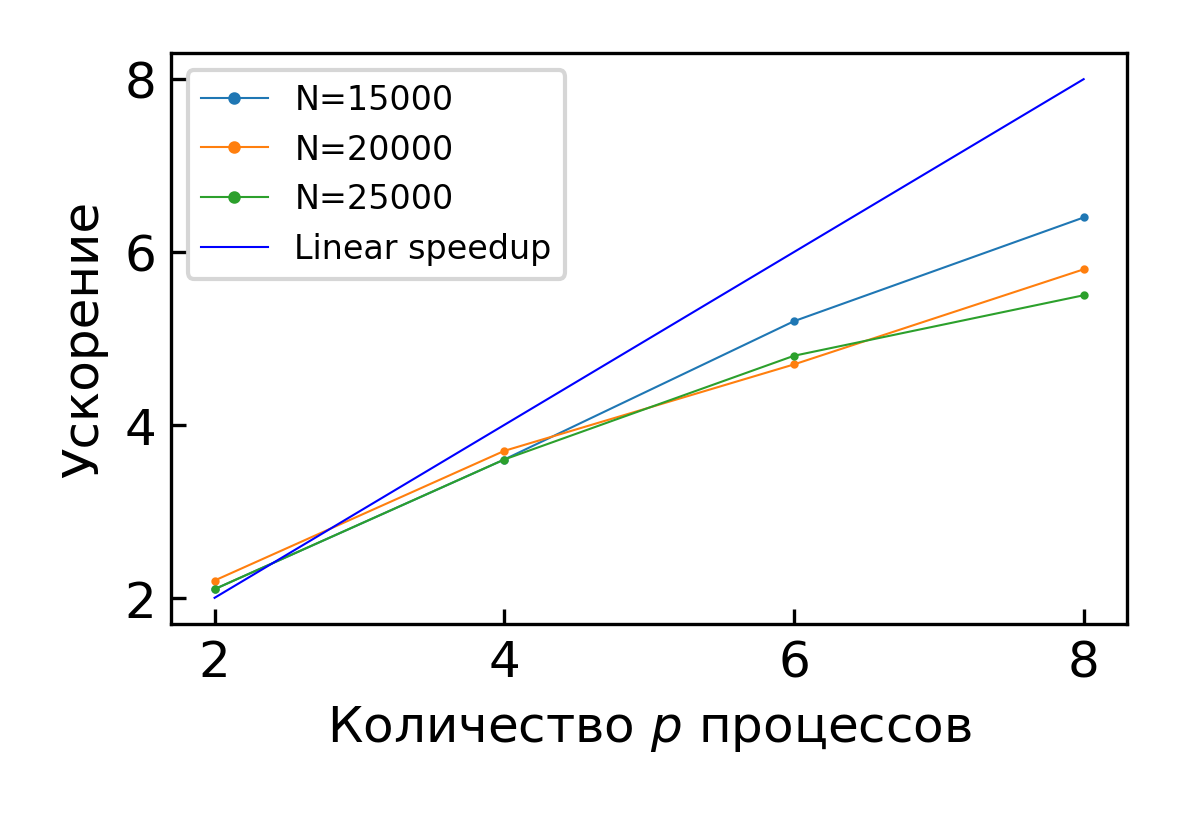 8
6
4
2
Ускорение
N=15000
N=20000
N=25000
Linear speedup
2 4 6 8
Количество p процессов